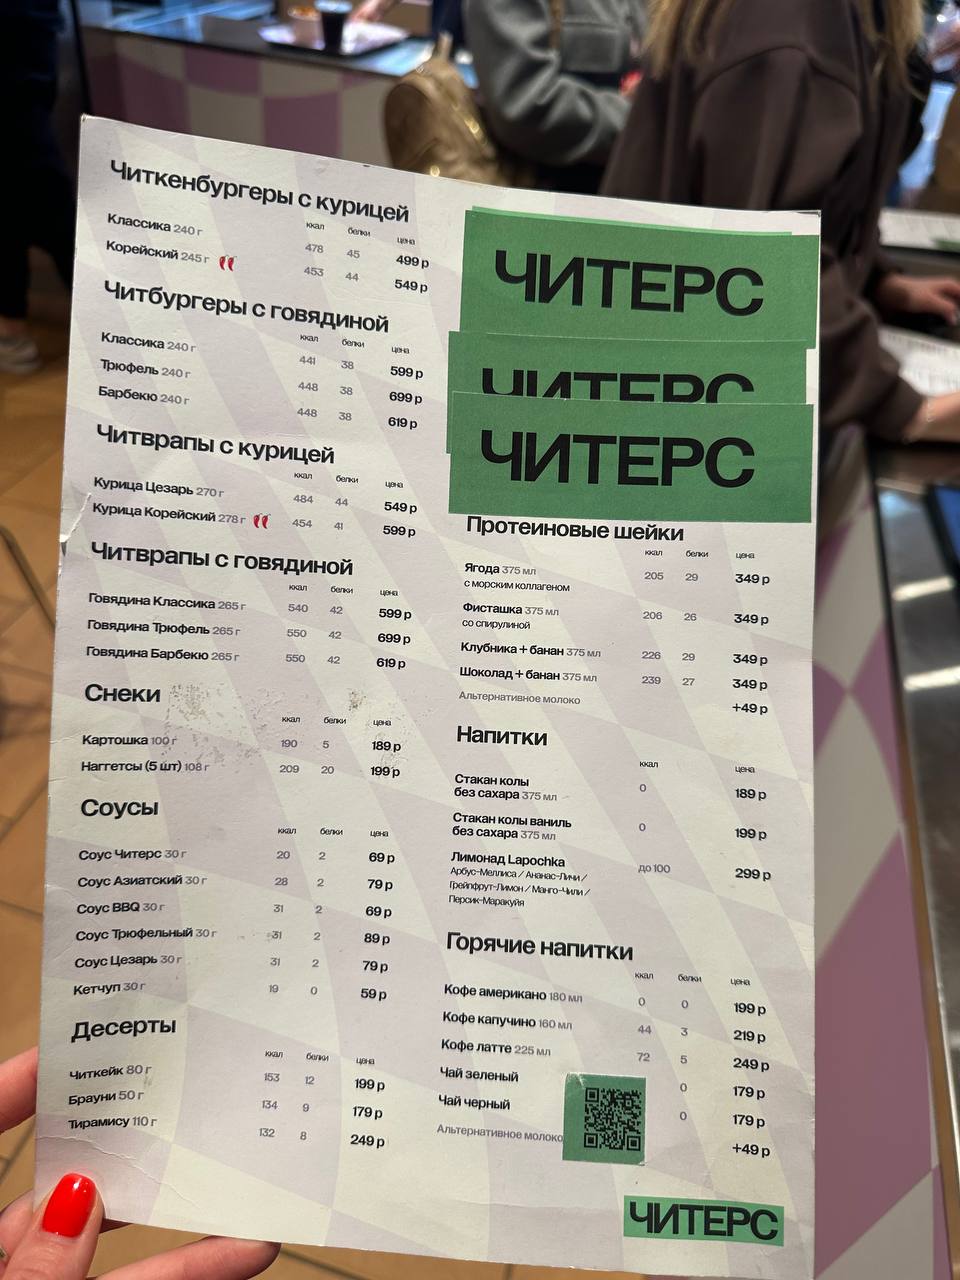 Читкенбургеры с курицей
ккал белки цена
Классика 240 г 478 45 499 р
Корейский 245 г 453 44 549 р
Читбургеры с говядиной
ккал белки цена
Классика 240 г 441 38 599 р
Трюфель 240 г 448 38 699 р
Барбекю 240 г 448 38 619 р
Читврапы с курицей
ккал белки цена
Курица Цезарь 270 г 484 44 549 р
Курица Корейский 278 г 454 41 599 р
Читврапы с говядиной
ккал белки цена
Говядина Классика 265 г 540 42 599 р
Говядина Трюфель 265 г 550 42 699 р
Говядина Барбекю 265 г 550 42 619 р
Снеки
ккал белки цена
Картошка 100 г 190 5 189 р
Наггетсы (5 шт) 108 г 209 20 199 р
Соусы
ккал белки цена
Соус Читерс 30 г 20 2 69 р
Соус Азиатский 30 г 28 2 79 р
Соус BBQ 30 г 31 2 69 р
Соус Трюфельный 30 г 31 2 89 р
Соус Цезарь 30 г 31 2 79 р
Кетчуп 30 г 19 0 59 р
Десерты
ккал белки цена
Читкейк 80 г 153 12 199 р
Брауни 50 г 134 9 179 р
Тирамису 110 г 132 8 249 р
ЧИТЕРС
ЧИТЕРС
ЧИТЕРС
Протеиновые шейки
ккал белки цена
Ягода 375 мл 205 29 349 р
с морским коллагеном
Фисташка 375 мл 206 26 349 р
со спирулиной
Клубника + банан 375 мл 226 29 349 р
Шоколад + банан 375 мл 239 27 349 р
Альтернативное молоко +49 р
Напитки
ккал цена
Стакан колы
без сахара 375 мл 0 189 р
Стакан колы ваниль
без сахара 375 мл 0 199 р
Лимонад Lapochka до 100 299 р
Арбус-Мелисса / Ананас-Личи /
Грейпфрут-Лимон / Манго-Чили /
Персик-Маракуйя
Горячие напитки
ккал белки цена
Кофе американо 180 мл 0 0 199 р
Кофе капучино 160 мл 44 3 219 р
Кофе латте 225 мл 72 5 249 р
Чай зеленый 0 179 р
Чай черный 0 179 р
Альтернативное молоко +49 р
ЧИТЕРС